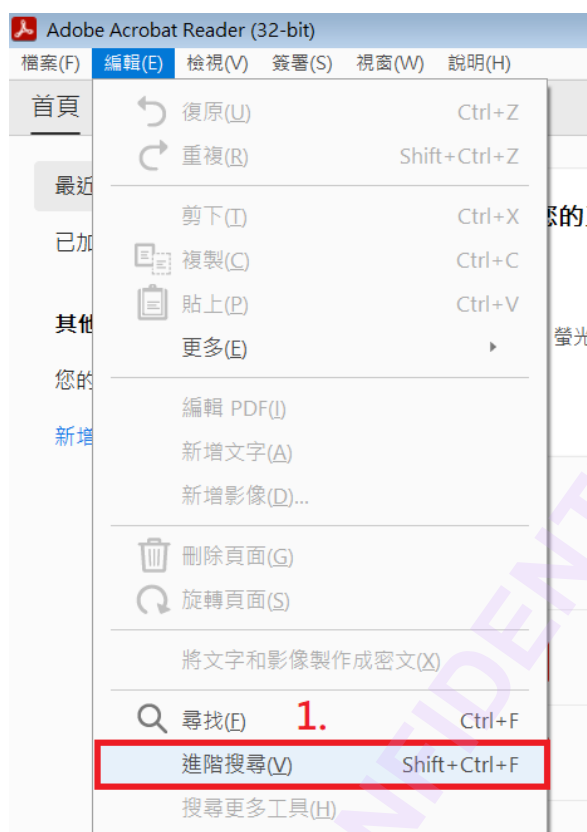 Adobe Acrobat Reader (32-bit)
檔案(F) 編輯(E) 檢視(V) 簽署(S) 視窗(W) 說明(H)
首頁
復原(U) Ctrl+Z
重複(R) Shift+Ctrl+Z
最近
剪下(T) Ctrl+X
您的
已加
複製(C) Ctrl+C
貼上(P) Ctrl+V
其他
更多(E)
螢光
您的
編輯 PDF(I)
新增
新增文字(A)
新增影像(D)...
刪除頁面(G)
旋轉頁面(S)
將文字和影像製作成密文(X)
尋找(F) 1. Ctrl+F
進階搜尋(V) Shift+Ctrl+F
搜尋更多工具(H)
NFIDENT